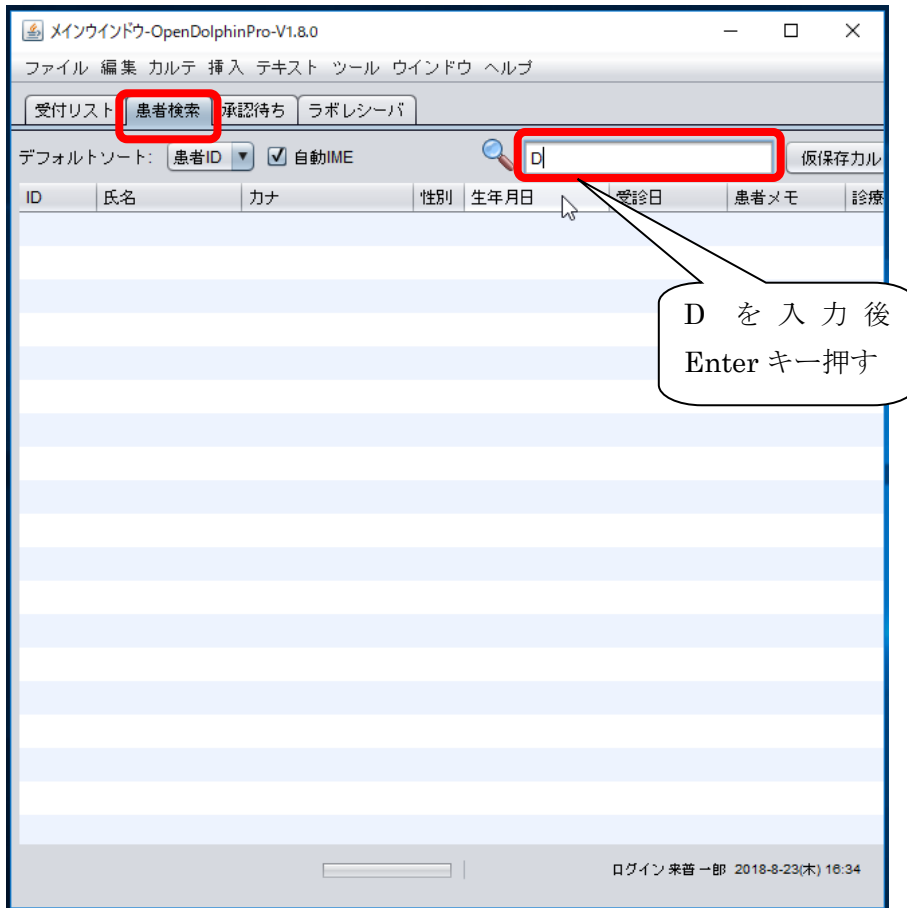 メインウインドウ-OpenDolphinPro-V1.8.0
ファイル 編集 カルテ 挿入 テキスト ツール ウインドウ ヘルプ
受付リスト 患者検索 承認待ち ラボレシーバ
デフォルトソート: 患者ID 自動IME D 仮保存カル
ID 氏名 カナ 性別 生年月日 受診日 患者メモ 診療
D を入力後
Enter キー押す
ログイン 来普 一郎 2018-8-23(木) 16:34